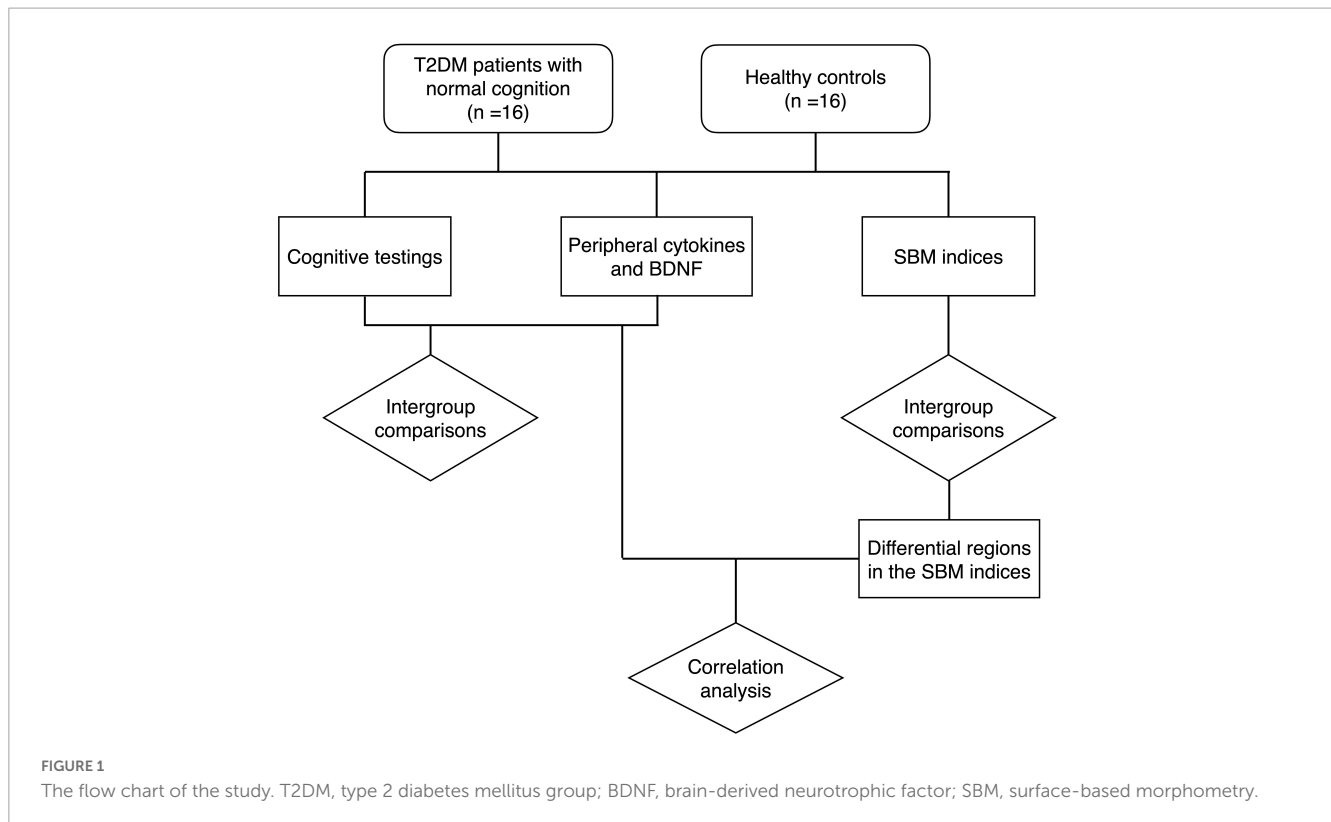 T2DM patients with
normal cognition
(n =16)
Healthy controls
(n =16)
Cognitive testings
Peripheral cytokines
and BDNF
SBM indices
Intergroup
comparisons
Intergroup
comparisons
Differential regions
in the SBM indices
Correlation
analysis
FIGURE 1
The flow chart of the study. T2DM, type 2 diabetes mellitus group; BDNF, brain-derived neurotrophic factor; SBM, surface-based morphometry.